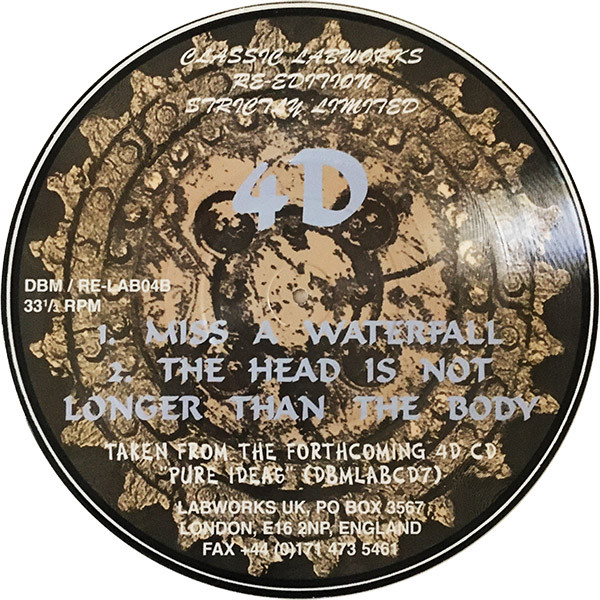 CLASSIC LABWORKS
RE-EDITION
STRICTLY LIMITED
4D
DBM / RE-LAB04B
33⅓ RPM
1. MISS A WATERFALL
2. THE HEAD IS NOT
LONGER THAN THE BODY
TAKEN FROM THE FORTHCOMING 4D CD
"PURE IDEAS" (DBMLABCD7)
LABWORKS UK, PO BOX 3567
LONDON, E16 2NP, ENGLAND
FAX +44 (0)171 473 5461